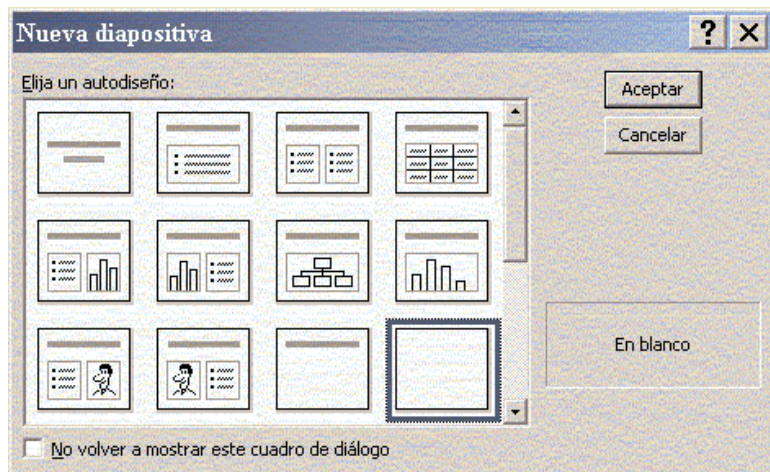 Nueva diapositiva
Elija un autodiseño:
Aceptar
Cancelar
En blanco
No volver a mostrar este cuadro de diálogo